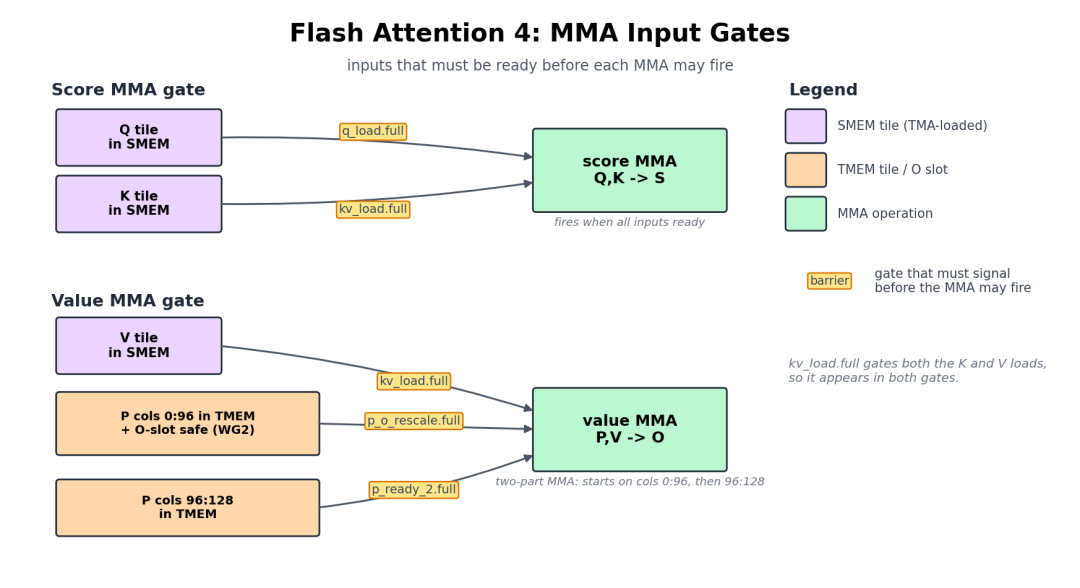 Flash Attention 4: MMA Input Gates
inputs that must be ready before each MMA may fire
Score MMA gate
Q tile
in SMEM
K tile
in SMEM
q_load.full
kv_load.full
score MMA
Q,K -> S
fires when all inputs ready
Value MMA gate
V tile
in SMEM
P cols 0:96 in TMEM
+ O-slot safe (WG2)
P cols 96:128
in TMEM
kv_load.full
p_o_rescale.full
p_ready_2.full
value MMA
P,V -> O
two-part MMA: starts on cols 0:96, then 96:128
Legend
SMEM tile (TMA-loaded)
TMEM tile / O slot
MMA operation
barrier
gate that must signal
before the MMA may fire
kv_load.full gates both the K and V loads,
so it appears in both gates.